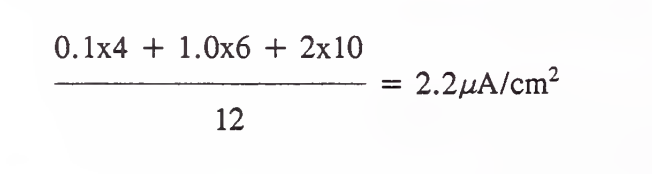 0.1x4 + 1.0x6 + 2x10
= 2.2μA/cm²
12